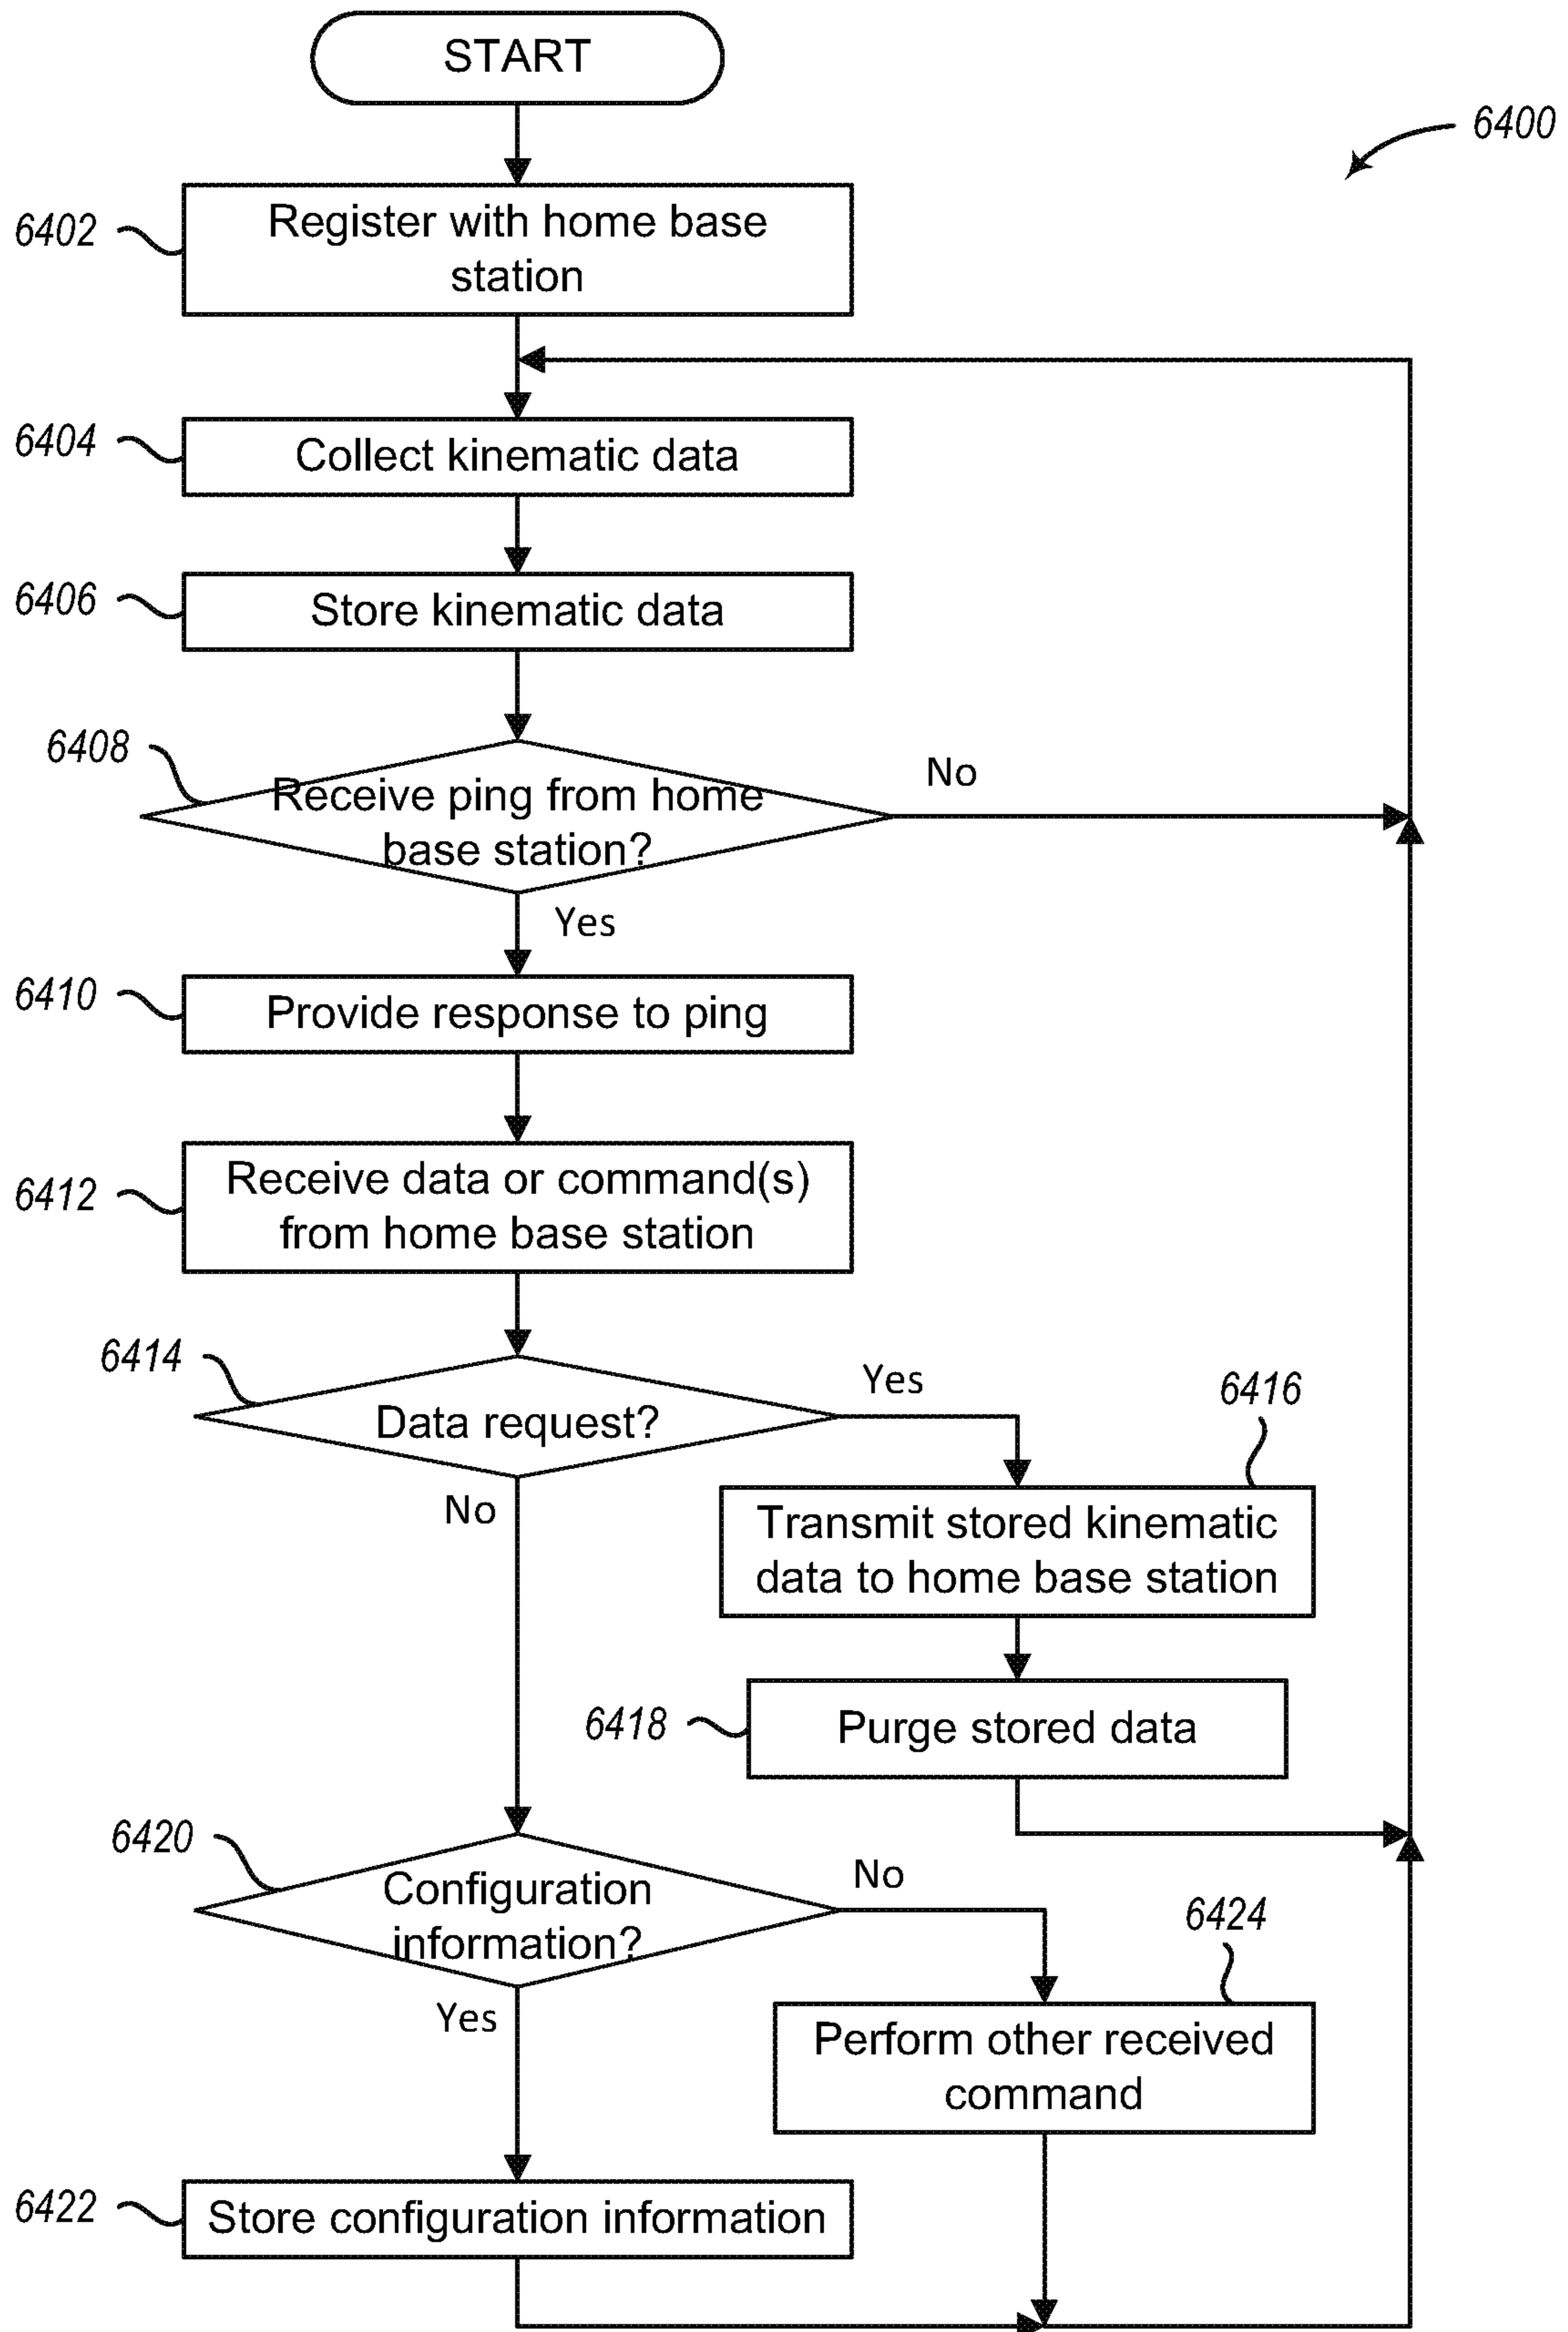 START
6400
6402
Register with home base
station
6404
Collect kinematic data
6406
Store kinematic data
6408
Receive ping from home
base station?
No
Yes
6410
Provide response to ping
6412
Receive data or command(s)
from home base station
6414
Data request?
Yes
6416
No
Transmit stored kinematic
data to home base station
6418
Purge stored data
6420
Configuration
information?
No
6424
Yes
Perform other received
command
6422
Store configuration information